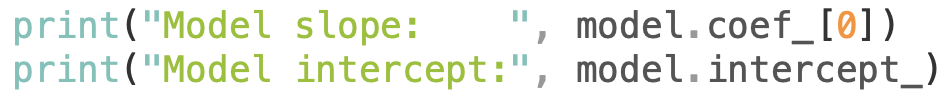 print("Model slope:    ", model.coef_[0])
print("Model intercept:", model.intercept_)